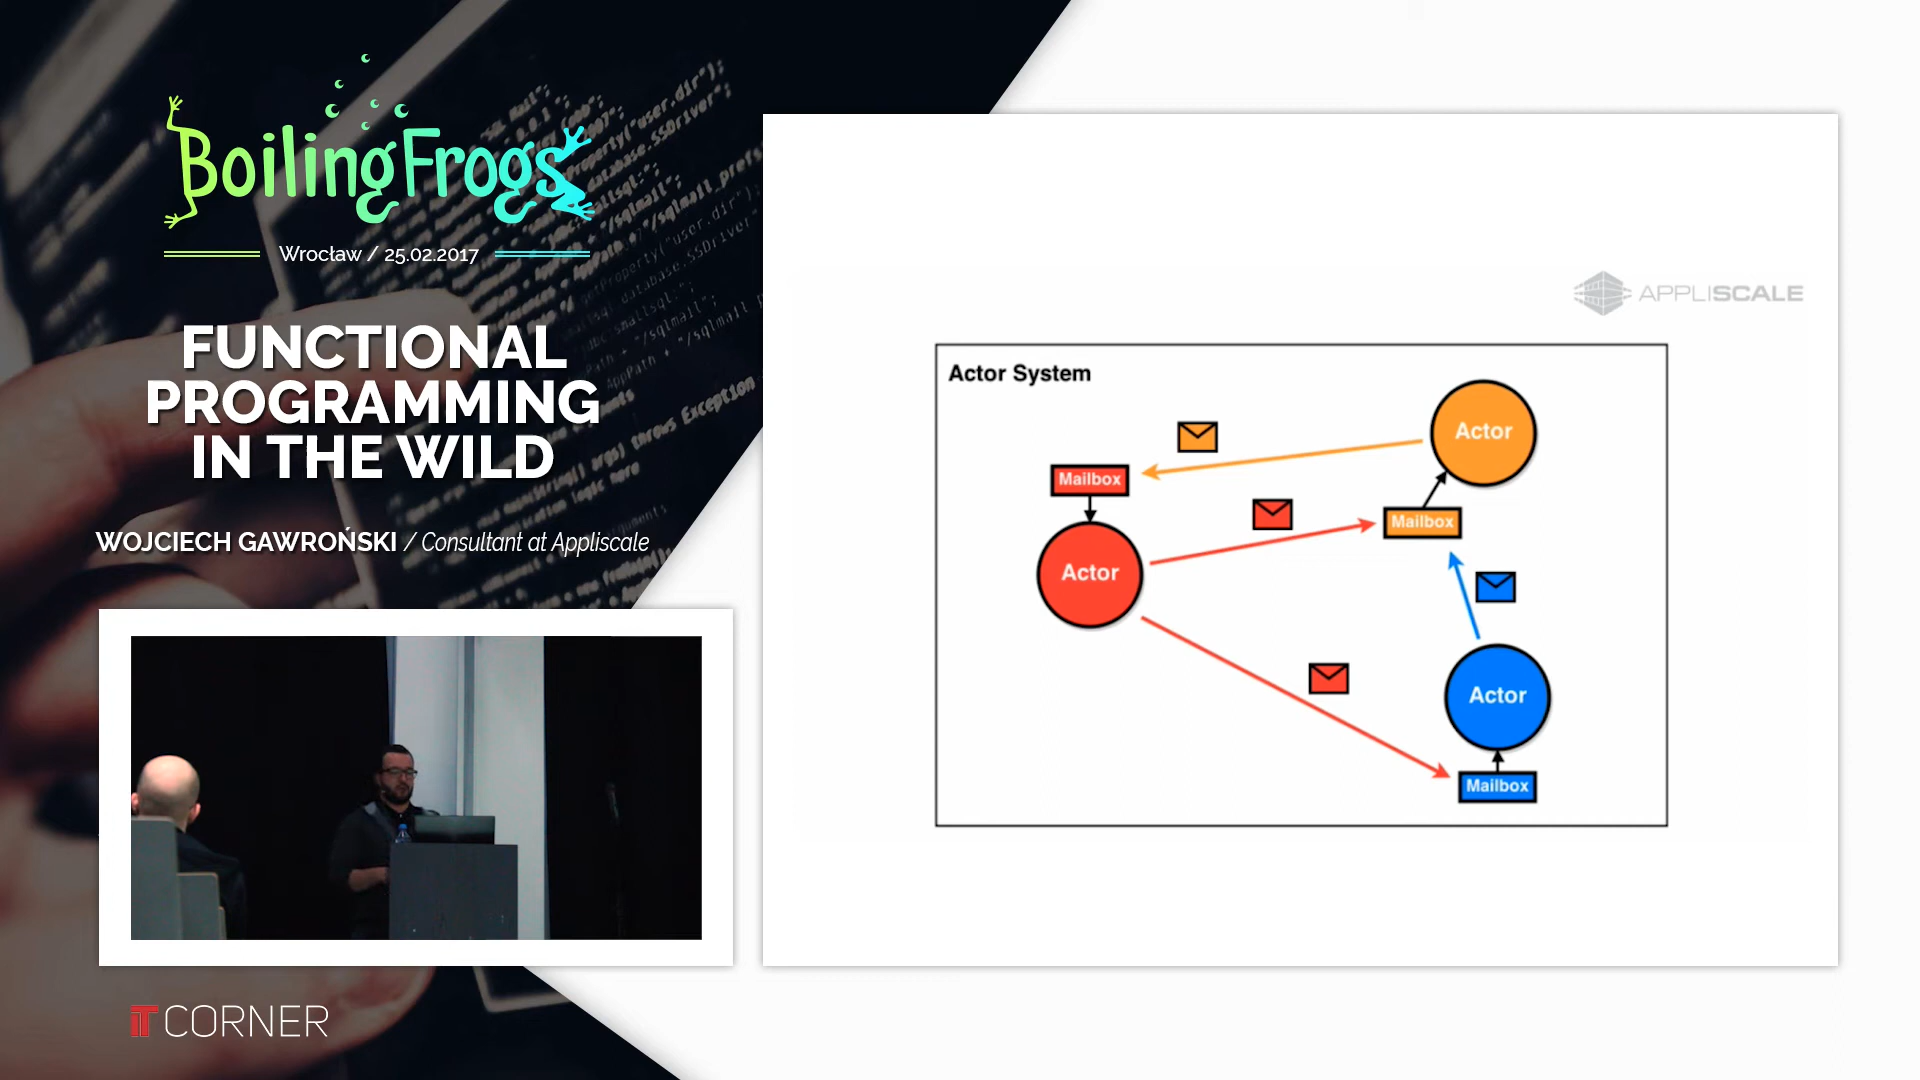 BoilingFrogs
Wrocław / 25.02.2017
FUNCTIONAL
PROGRAMMING
IN THE WILD
WOJCIECH GAWROŃSKI / Consultant at Appliscale
IT CORNER
APPLISCALE
Actor System
Actor
Mailbox
Mailbox
Actor
Actor
Mailbox